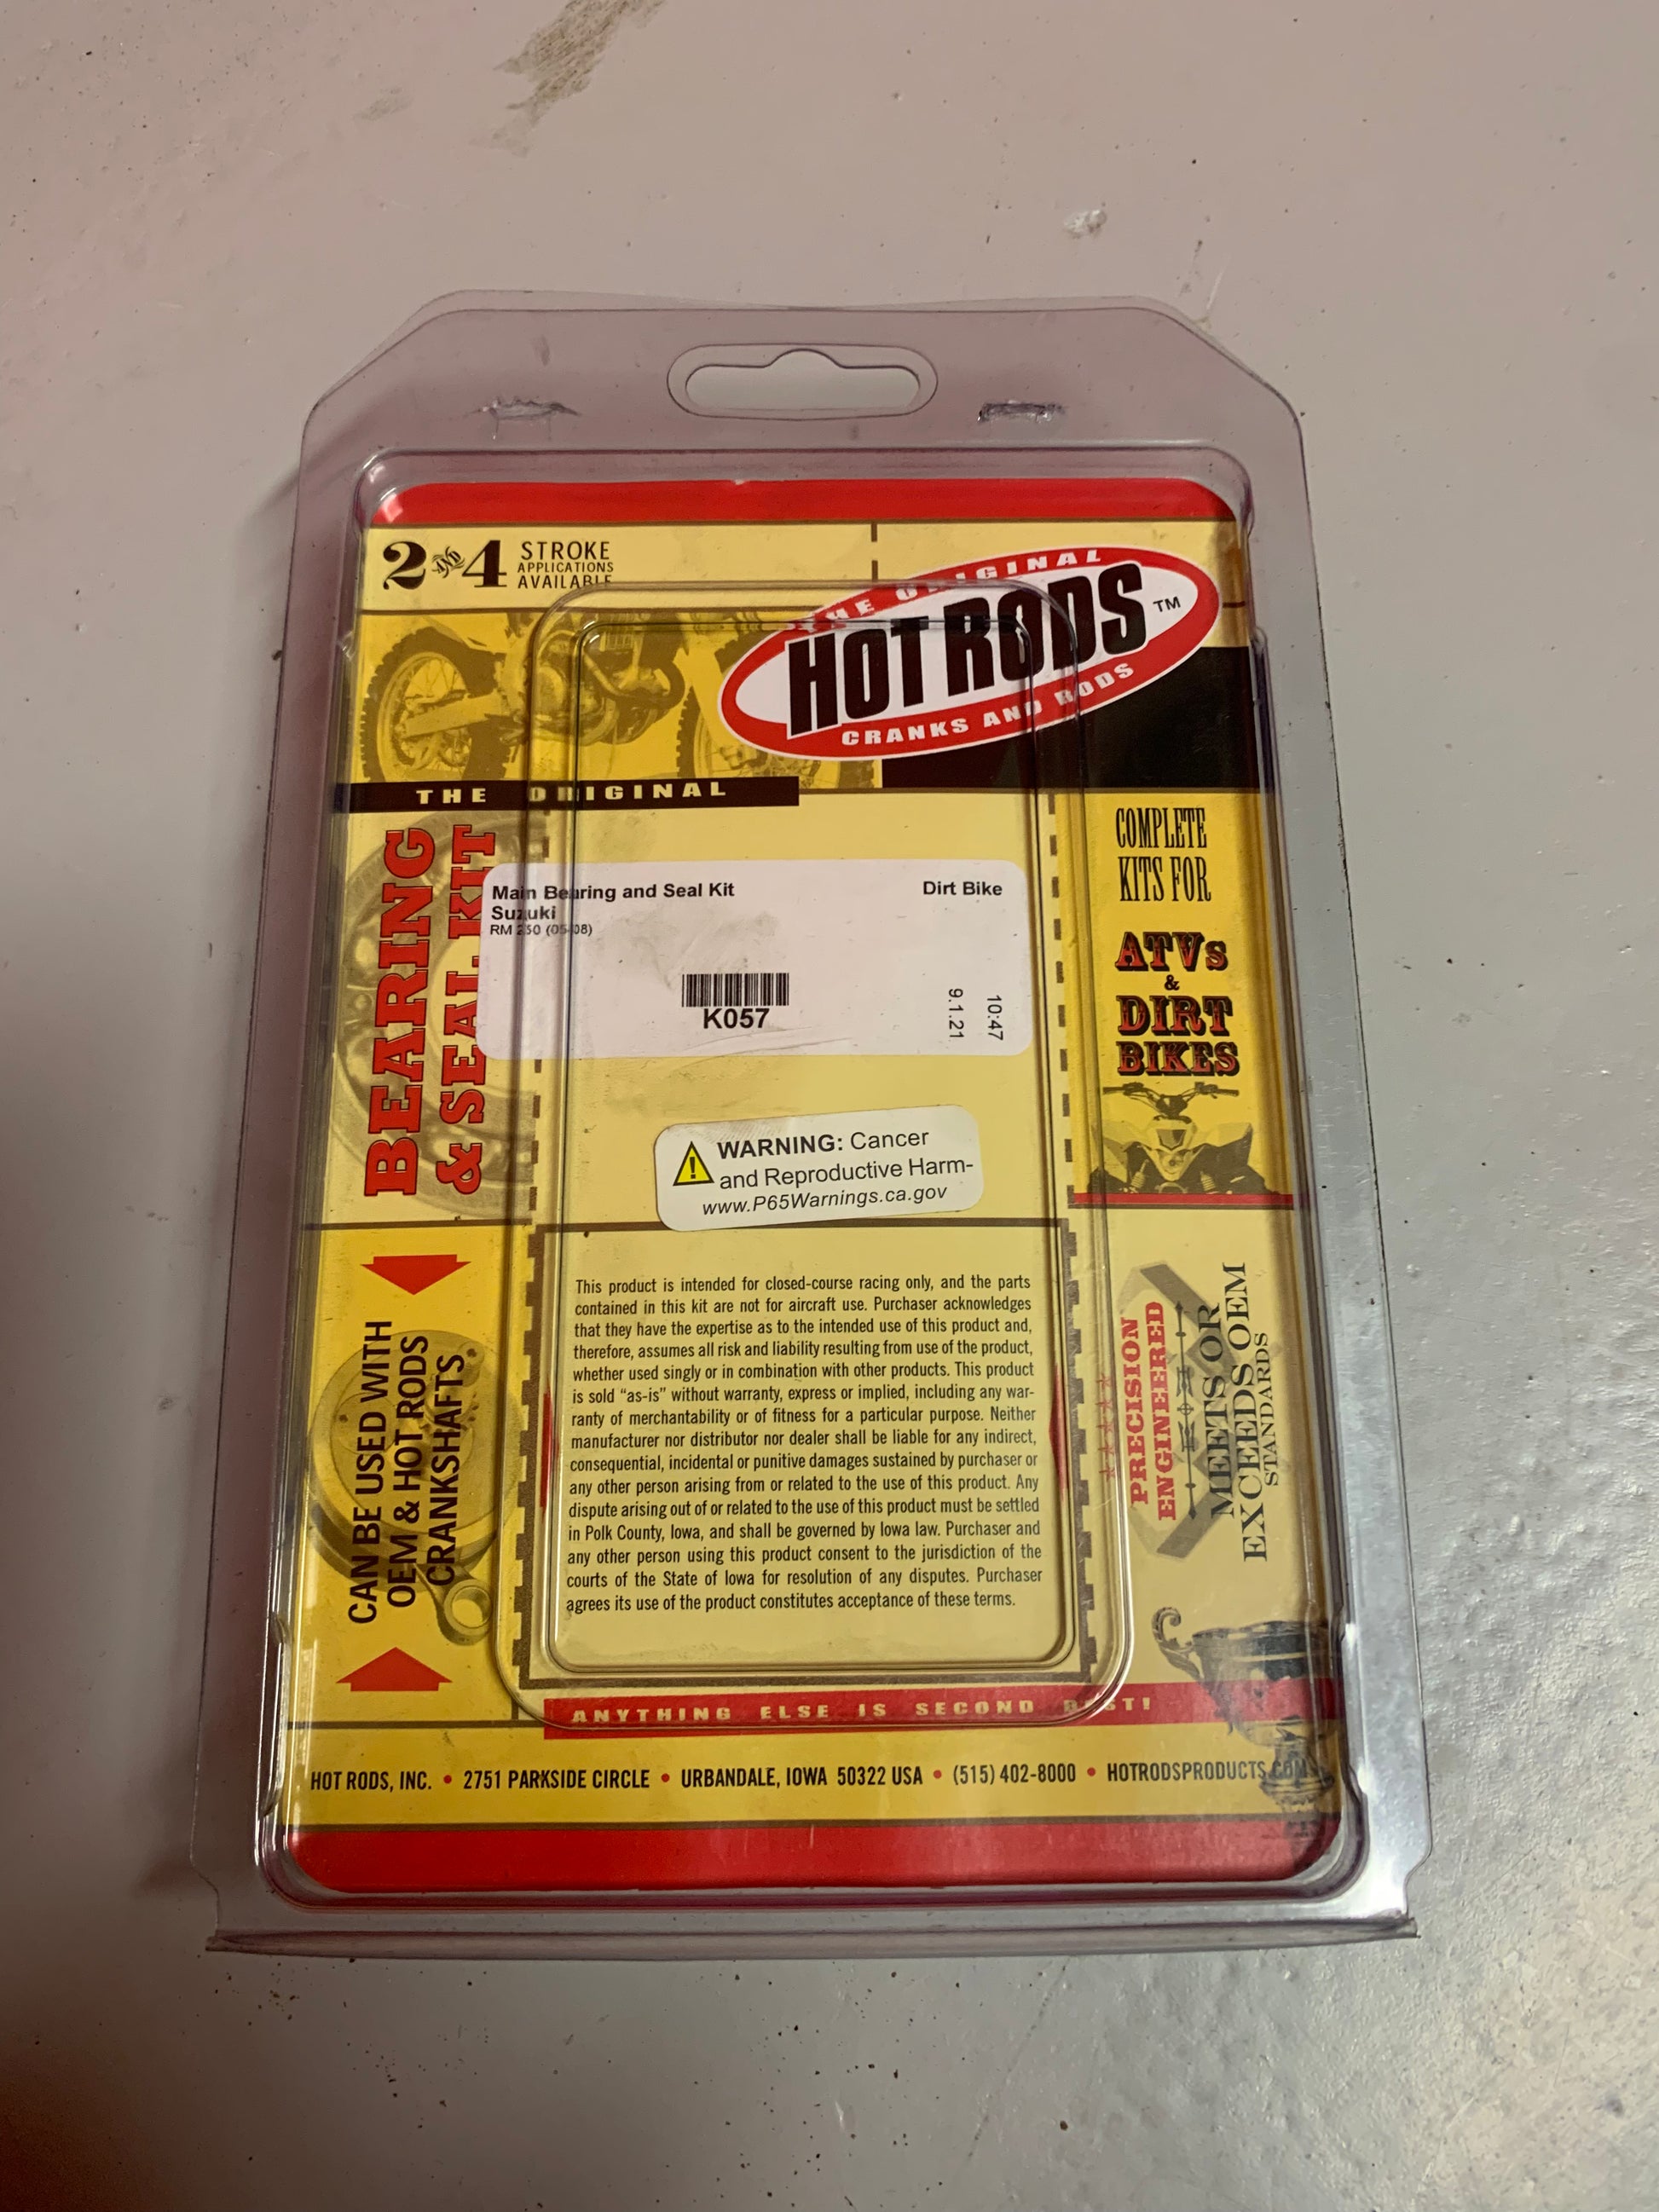 2 AND 4 STROKE
APPLICATIONS
AVAILABLE
THE ORIGINAL
HOT RODS™
CRANKS AND RODS
THE ORIGINAL
BEARING
& SEAL KIT
Main Bearing and Seal Kit
Dirt Bike
Suzuki
RM 250 (05-08)
K057
9.1.21
10:47
COMPLETE
KITS FOR
ATVs
&
DIRT
BIKES
WARNING: Cancer
and Reproductive Harm-
www.P65Warnings.ca.gov
CAN BE USED WITH
OEM & HOT RODS
CRANKSHAFTS
This product is intended for closed-course racing only, and the parts
contained in this kit are not for aircraft use. Purchaser acknowledges
that they have the expertise as to the intended use of this product and,
therefore, assumes all risk and liability resulting from use of the product,
whether used singly or in combination with other products. This product
is sold “as-is” without warranty, express or implied, including any war-
ranty of merchantability or of fitness for a particular purpose. Neither
manufacturer nor distributor nor dealer shall be liable for any indirect,
consequential, incidental or punitive damages sustained by purchaser or
any other person arising from or related to the use of this product. Any
dispute arising out of or related to the use of this product must be settled
in Polk County, Iowa, and shall be governed by Iowa law. Purchaser and
any other person using this product consent to the jurisdiction of the
courts of the State of Iowa for resolution of any disputes. Purchaser
agrees its use of the product constitutes acceptance of these terms.
PRECISION
ENGINEERED
MEETS OR
EXCEEDS OEM
STANDARDS
ANYTHING ELSE IS SECOND BEST!
HOT RODS, INC. • 2751 PARKSIDE CIRCLE • URBANDALE, IOWA 50322 USA • (515) 402-8000 • HOTRODSPRODUCTS.COM